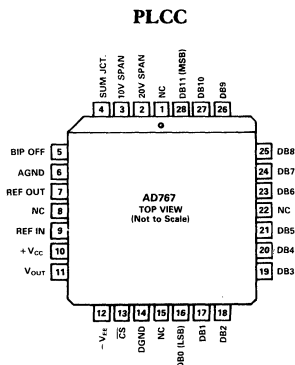 PLCC
SUM JCT.
10V SPAN
20V SPAN
NC
DB11 (MSB)
DB10
DB9
4 3 2 1 28 27 26
BIP OFF 5
AGND 6
REF OUT 7
NC 8
REF IN 9
+ VCC 10
VOUT 11
AD767
TOP VIEW
(Not to Scale)
25 DB8
24 DB7
23 DB6
22 NC
21 DB5
20 DB4
19 DB3
12 13 14 15 16 17 18
– VEE
CS
DGND
NC
DB0 (LSB)
DB1
DB2